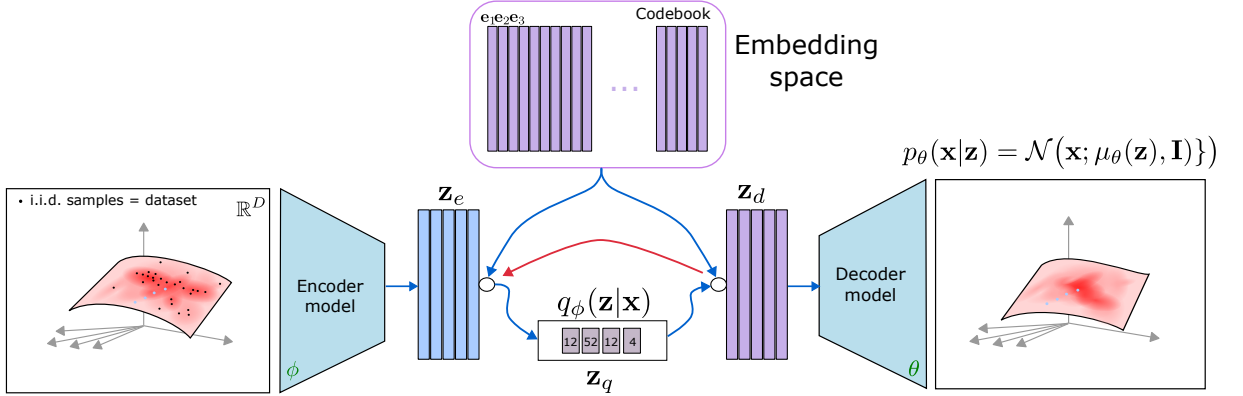 e₁e₂e₃
Codebook
...
Embedding
space
p_θ(x|z) = 𝒩(x; μ_θ(z), I)})
• i.i.d. samples = dataset
ℝ^D
z_e
z_d
Encoder
model
Decoder
model
q_φ(z|x)
12 52 12 4
z_q
ϕ
θ